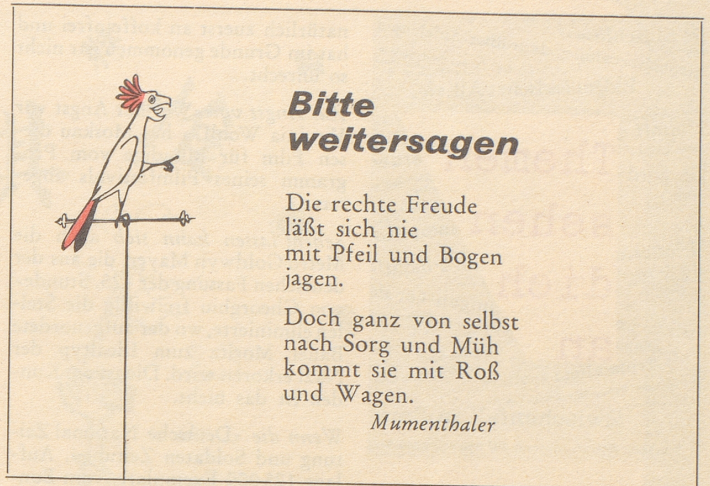 Bitte
weitersagen
Die rechte Freude
läßt sich nie
mit Pfeil und Bogen
jagen.
Doch ganz von selbst
nach Sorg und Müh
kommt sie mit Roß
und Wagen.
Mumenthaler